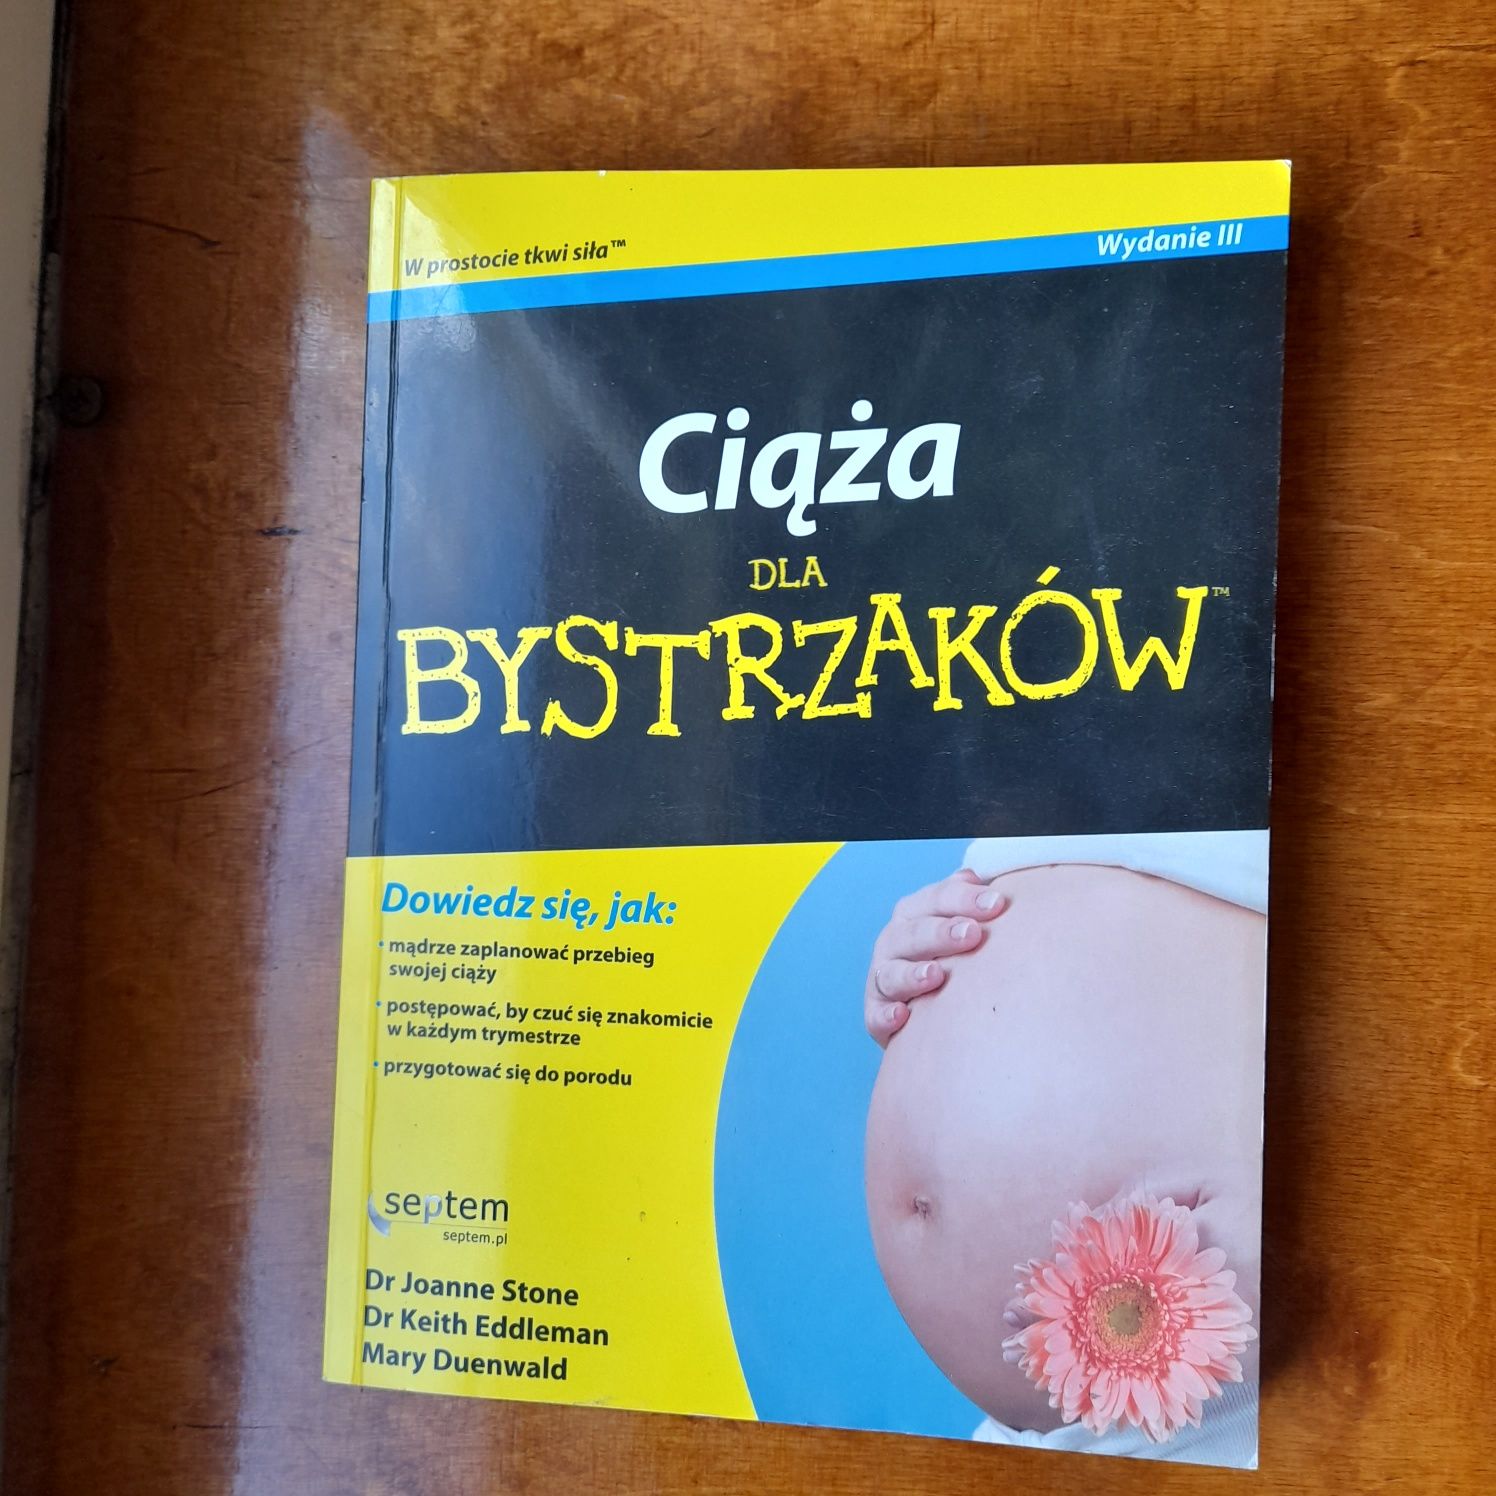 W prostocie tkwi siła™
Wydanie III
Ciąża
DLA
BYSTRZAKÓW™
Dowiedz się, jak:
• mądrze zaplanować przebieg
swojej ciąży
• postępować, by czuć się znakomicie
w każdym trymestrze
• przygotować się do porodu
septem
septem.pl
Dr Joanne Stone
Dr Keith Eddleman
Mary Duenwald